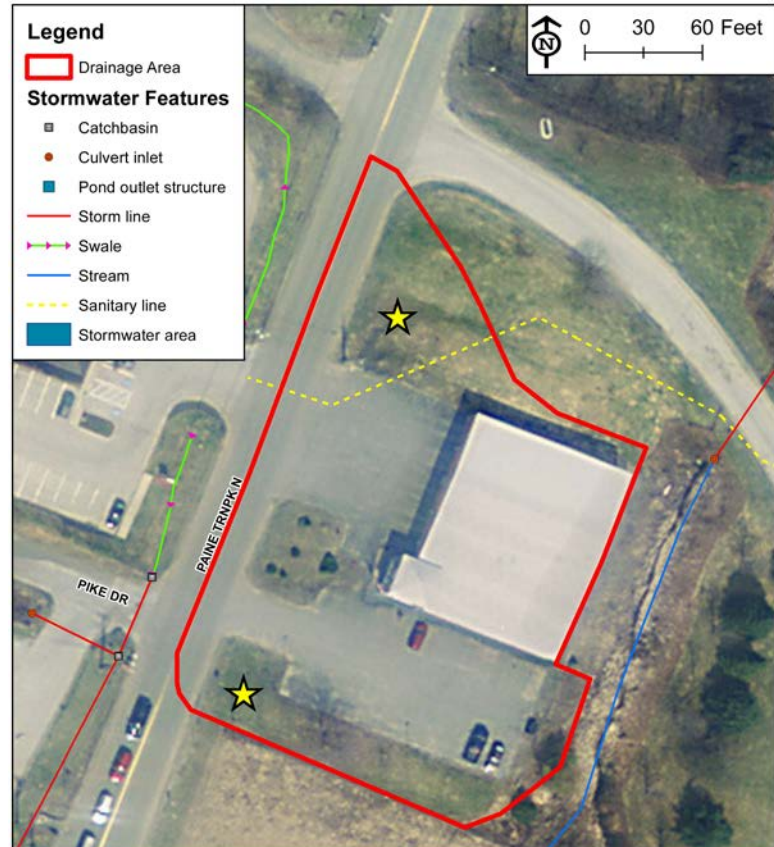 Legend
Drainage Area
Stormwater Features
Catchbasin
Culvert inlet
Pond outlet structure
Storm line
Swale
Stream
Sanitary line
Stormwater area
N
0 30 60 Feet
PAINE TRNPK N
PIKE DR